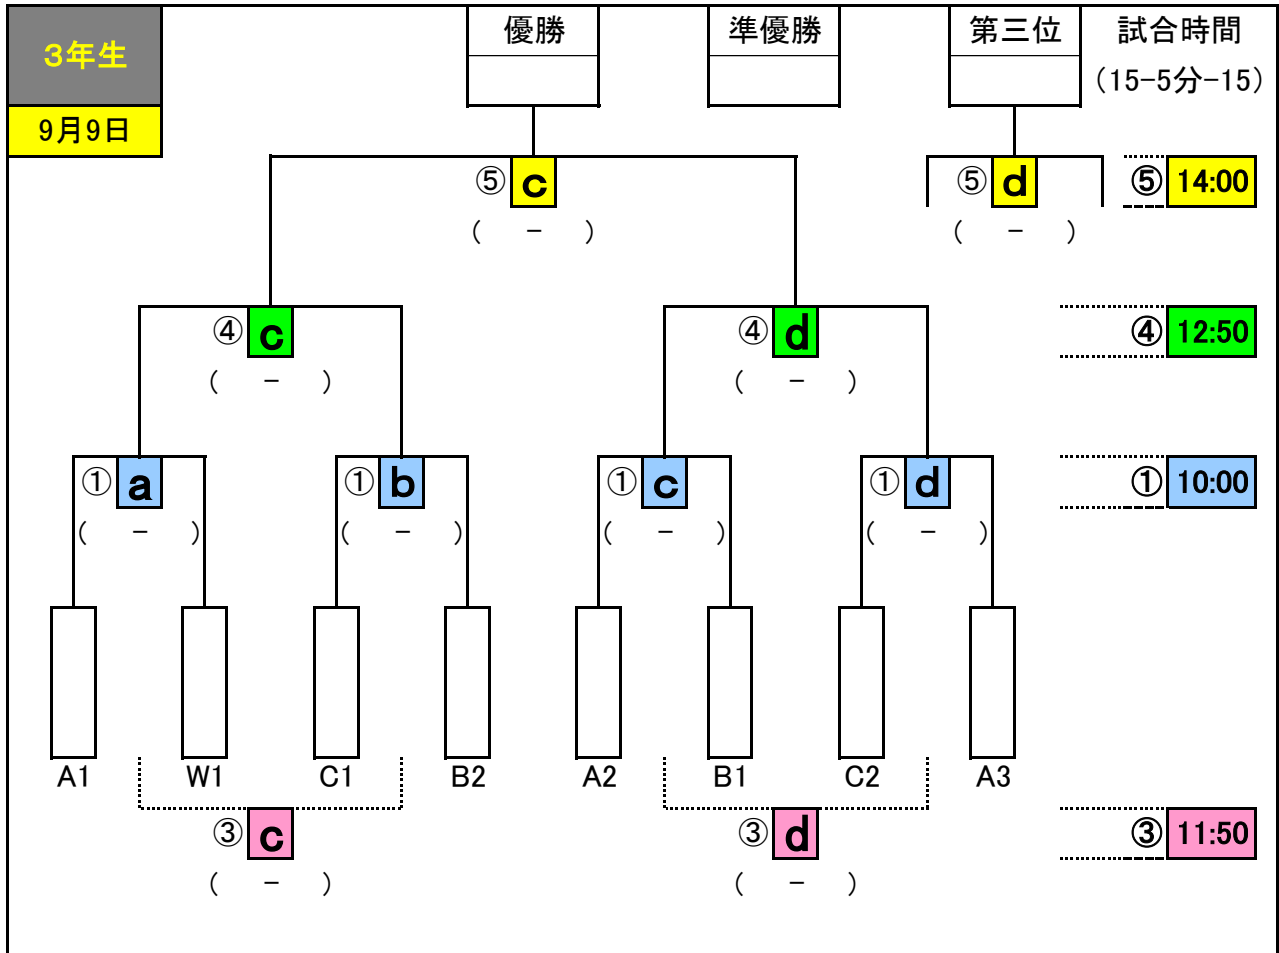 3年生
9月9日
優勝
準優勝
第三位
試合時間
(15-5分-15)
⑤ c
( - )
⑤ d
( - )
⑤ 14:00
④ c
( - )
④ d
( - )
④ 12:50
① a
( - )
① b
( - )
① c
( - )
① d
( - )
① 10:00
A1 W1 C1 B2 A2 B1 C2 A3
③ c
( - )
③ d
( - )
③ 11:50